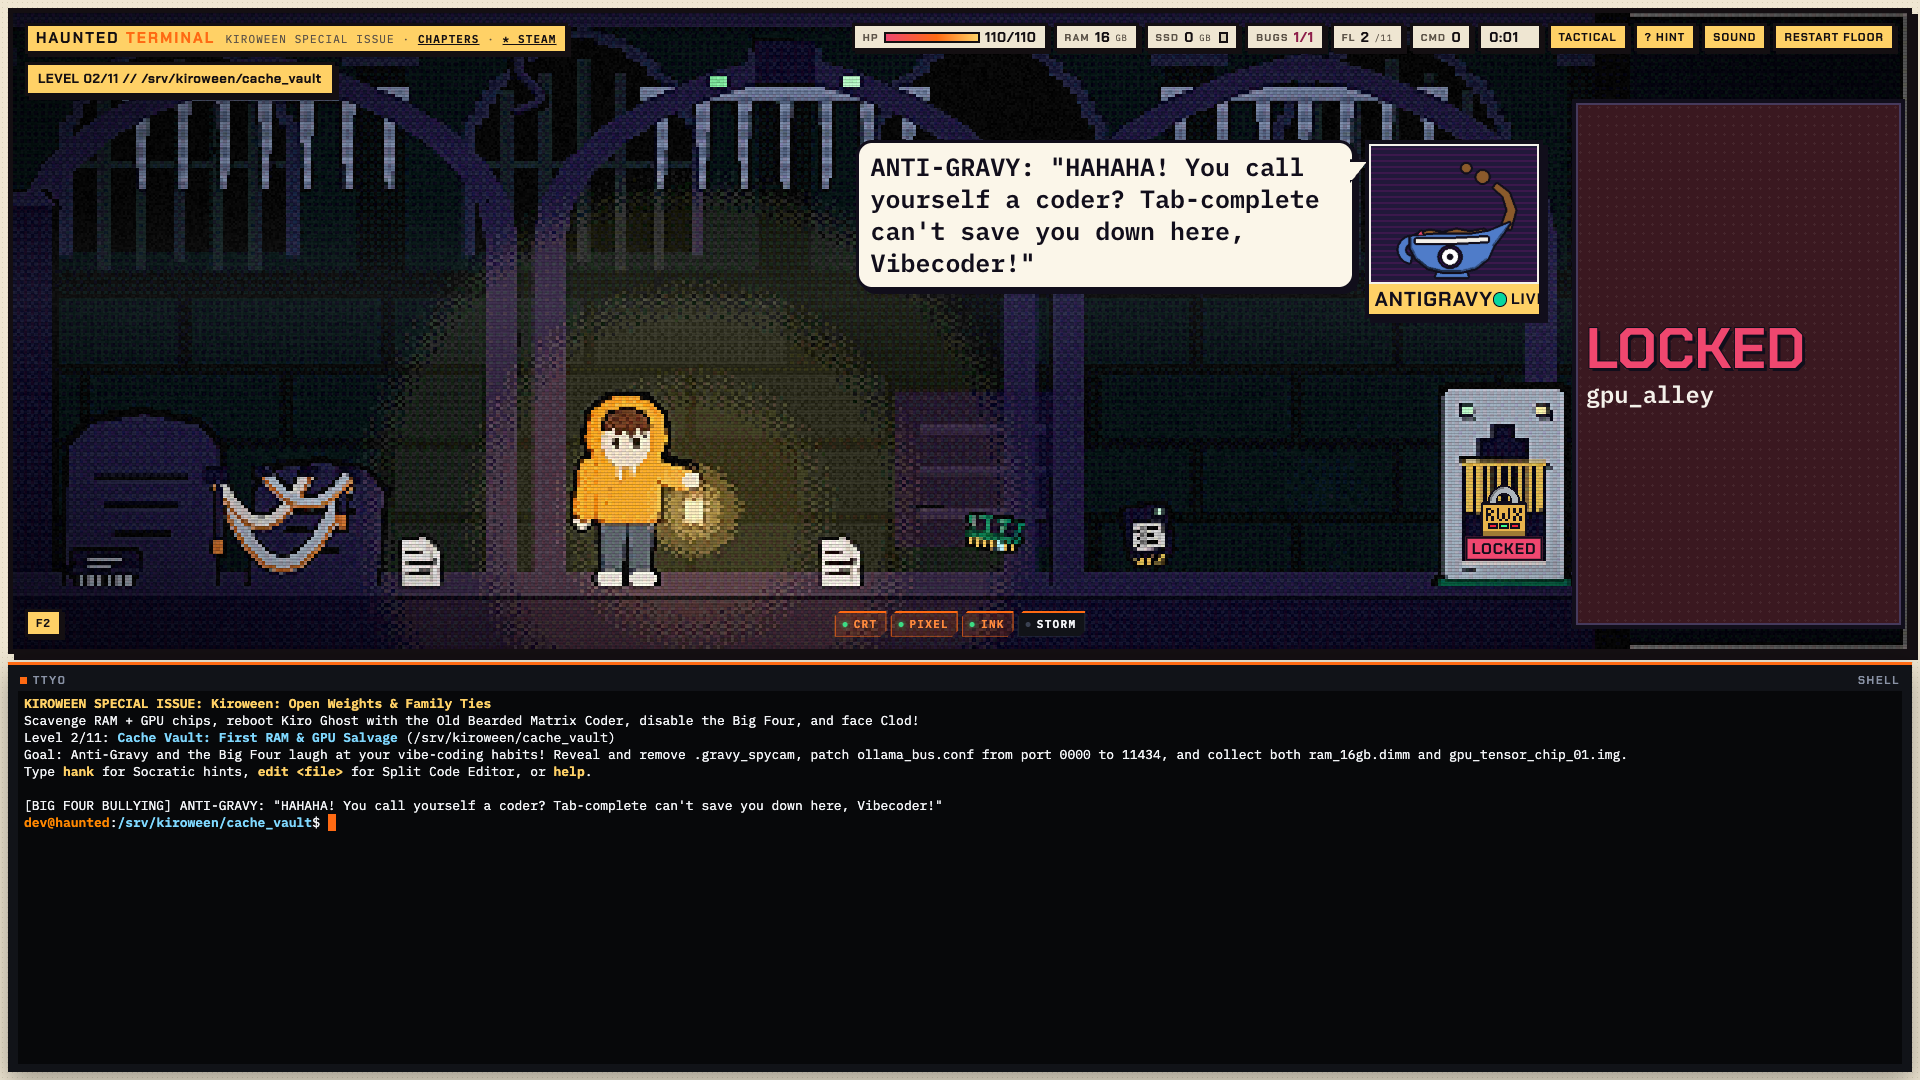 HAUNTED TERMINAL KIROWEEN SPECIAL ISSUE · CHAPTERS · * STEAM
HP 110/110 RAM 16 GB SSD 0 GB BUGS 1/1 FL 2 /11 CMD 0 0:01 TACTICAL ? HINT SOUND RESTART FLOOR
LEVEL 02/11 // /srv/kiroween/cache_vault
ANTI-GRAVY: "HAHAHA! You call
yourself a coder? Tab-complete
can't save you down here,
Vibecoder!"
ANTIGRAVY LIVE
LOCKED
gpu_alley
RWX
LOCKED
F2
CRT PIXEL INK STORM
TTY0 SHELL
KIROWEEN SPECIAL ISSUE: Kiroween: Open Weights & Family Ties
Scavenge RAM + GPU chips, reboot Kiro Ghost with the Old Bearded Matrix Coder, disable the Big Four, and face Clod!
Level 2/11: Cache Vault: First RAM & GPU Salvage (/srv/kiroween/cache_vault)
Goal: Anti-Gravy and the Big Four laugh at your vibe-coding habits! Reveal and remove .gravy_spycam, patch ollama_bus.conf from port 0000 to 11434, and collect both ram_16gb.dimm and gpu_tensor_chip_01.img.
Type hank for Socratic hints, edit <file> for Split Code Editor, or help.
[BIG FOUR BULLYING] ANTI-GRAVY: "HAHAHA! You call yourself a coder? Tab-complete can't save you down here, Vibecoder!"
dev@haunted:/srv/kiroween/cache_vault$